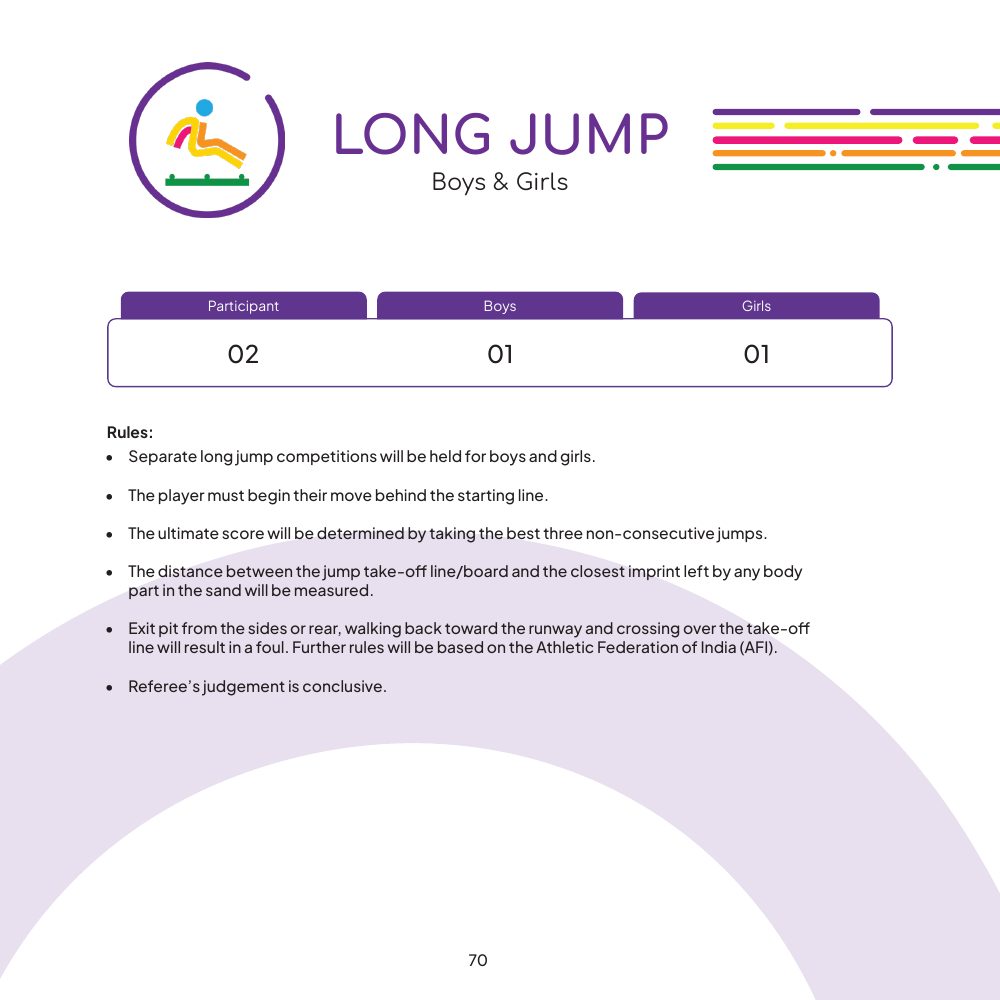 LONG JUMP
Boys & Girls
Participant Boys Girls
02 01 01
Rules:
• Separate long jump competitions will be held for boys and girls.
• The player must begin their move behind the starting line.
• The ultimate score will be determined by taking the best three non-consecutive jumps.
• The distance between the jump take-off line/board and the closest imprint left by any body
part in the sand will be measured.
• Exit pit from the sides or rear, walking back toward the runway and crossing over the take-off
line will result in a foul. Further rules will be based on the Athletic Federation of India (AFI).
• Referee’s judgement is conclusive.
70